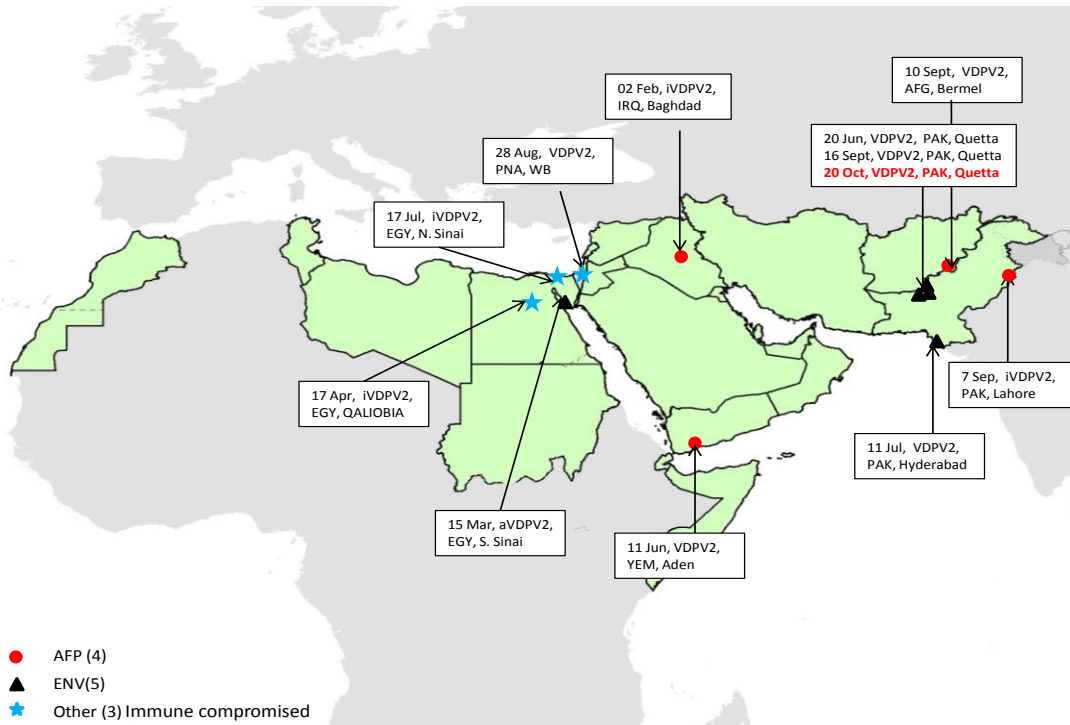 10 Sept, VDPV2,
AFG, Bermel
02 Feb, iVDPV2,
IRQ, Baghdad
20 Jun, VDPV2, PAK, Quetta
16 Sept, VDPV2, PAK, Quetta
20 Oct, VDPV2, PAK, Quetta
28 Aug, VDPV2,
PNA, WB
17 Jul, iVDPV2,
EGY, N. Sinai
17 Apr, iVDPV2,
EGY, QALIOBIA
7 Sep, iVDPV2,
PAK, Lahore
11 Jul, VDPV2,
PAK, Hyderabad
15 Mar, aVDPV2,
EGY, S. Sinai
11 Jun, VDPV2,
YEM, Aden
AFP (4)
ENV(5)
Other (3) Immune compromised